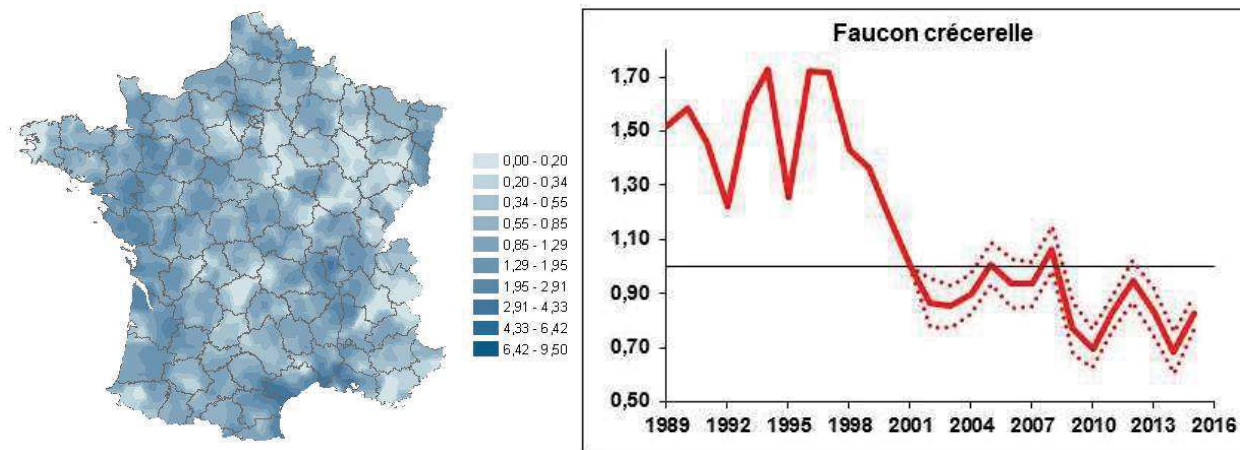 0,00 - 0,20
0,20 - 0,34
0,34 - 0,55
0,55 - 0,85
0,85 - 1,29
1,29 - 1,95
1,95 - 2,91
2,91 - 4,33
4,33 - 6,42
6,42 - 9,50
Faucon crécerelle
1,70
1,50
1,30
1,10
0,90
0,70
0,50
1989 1992 1995 1998 2001 2004 2007 2010 2013 2016